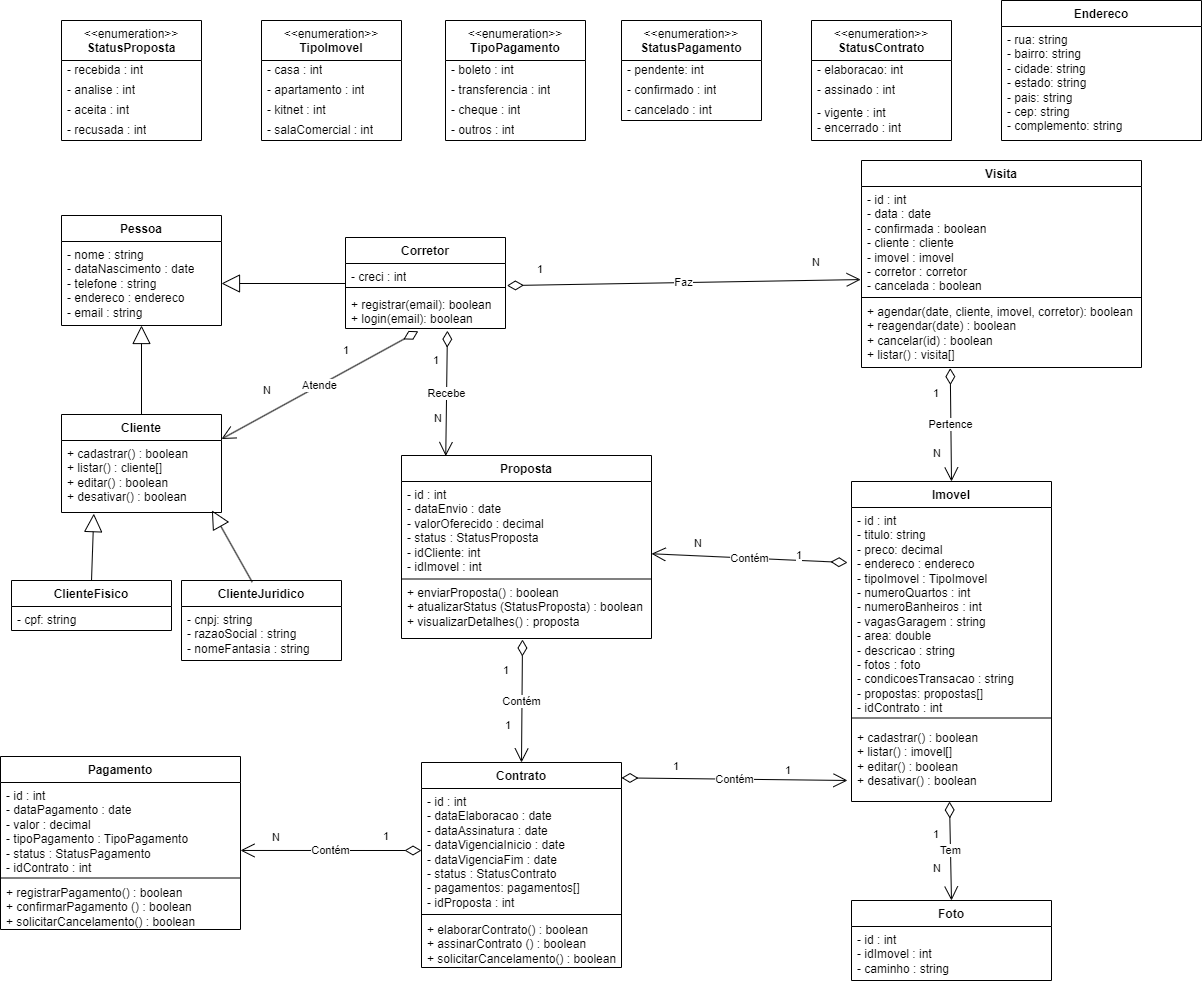 <<enumeration>>
StatusProposta
- recebida : int
- analise : int
- aceita : int
- recusada : int
<<enumeration>>
TipoImovel
- casa : int
- apartamento : int
- kitnet : int
- salaComercial : int
<<enumeration>>
TipoPagamento
- boleto : int
- transferencia : int
- cheque : int
- outros : int
<<enumeration>>
StatusPagamento
- pendente : int
- confirmado : int
- cancelado : int
<<enumeration>>
StatusContrato
- elaboracao: int
- assinado : int
- vigente : int
- encerrado : int
Endereco
- rua: string
- bairro: string
- cidade: string
- estado: string
- pais: string
- cep: string
- complemento: string
Pessoa
- nome : string
- dataNascimento : date
- telefone : string
- endereco : endereco
- email : string
Corretor
- creci : int
+ registrar(email): boolean
+ login(email): boolean
1
Faz
N
Visita
- id : int
- data : date
- confirmada : boolean
- cliente : cliente
- imovel : imovel
- corretor : corretor
- cancelada : boolean
+ agendar(date, cliente, imovel, corretor): boolean
+ reagendar(date) : boolean
+ cancelar(id) : boolean
+ listar() : visita[]
1
Atende
N
1
Recebe
N
1
Pertence
N
Cliente
+ cadastrar() : boolean
+ listar() : cliente[]
+ editar() : boolean
+ desativar() : boolean
ClienteFisico
- cpf: string
ClienteJuridico
- cnpj: string
- razaoSocial : string
- nomeFantasia : string
Proposta
- id : int
- dataEnvio : date
- valorOferecido : decimal
- status : StatusProposta
- idCliente: int
- idImovel : int
+ enviarProposta() : boolean
+ atualizarStatus (StatusProposta) : boolean
+ visualizarDetalhes() : proposta
N
Contém
1
Imovel
- id : int
- titulo: string
- preco: decimal
- endereco : endereco
- tipoImovel : TipoImovel
- numeroQuartos : int
- numeroBanheiros : int
- vagasGaragem : string
- area: double
- descricao : string
- fotos : foto
- condicoesTransacao : string
- propostas: propostas[]
- idContrato : int
+ cadastrar() : boolean
+ listar() : imovel[]
+ editar() : boolean
+ desativar() : boolean
1
Contém
1
Pagamento
- id : int
- dataPagamento : date
- valor : decimal
- tipoPagamento : TipoPagamento
- status : StatusPagamento
- idContrato : int
+ registrarPagamento() : boolean
+ confirmarPagamento () : boolean
+ solicitarCancelamento() : boolean
N
Contém
1
Contrato
- id : int
- dataElaboracao : date
- dataAssinatura : date
- dataVigenciaInicio : date
- dataVigenciaFim : date
- status : StatusContrato
- pagamentos: pagamentos[]
- idProposta : int
+ elaborarContrato() : boolean
+ assinarContrato () : boolean
+ solicitarCancelamento() : boolean
1
Contém
1
1
Tem
N
Foto
- id : int
- idImovel : int
- caminho : string